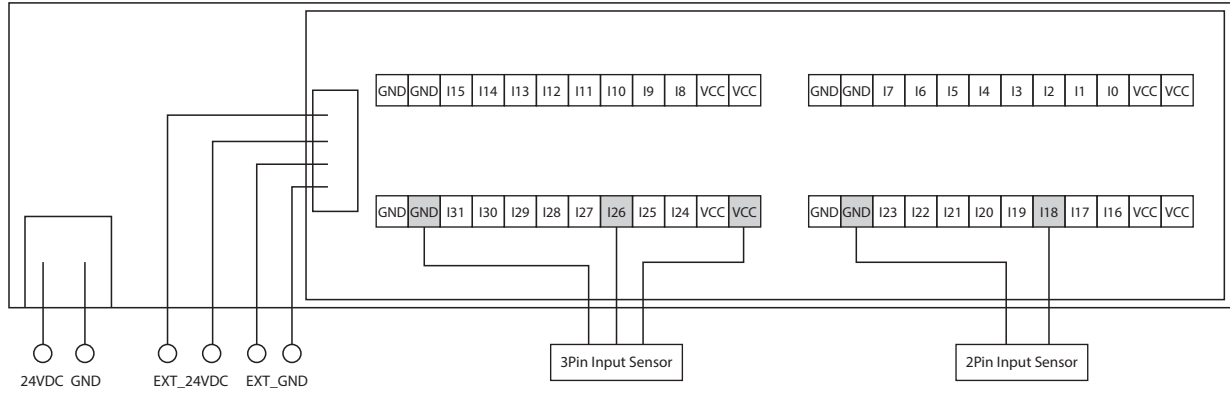 GND GND I15 I14 I13 I12 I11 I10 I9 I8 VCC VCC
GND GND I7 I6 I5 I4 I3 I2 I1 I0 VCC VCC
GND GND I31 I30 I29 I28 I27 I26 I25 I24 VCC VCC
GND GND I23 I22 I21 I20 I19 I18 I17 I16 VCC VCC
3Pin Input Sensor
2Pin Input Sensor
24VDC GND EXT_24VDC EXT_GND